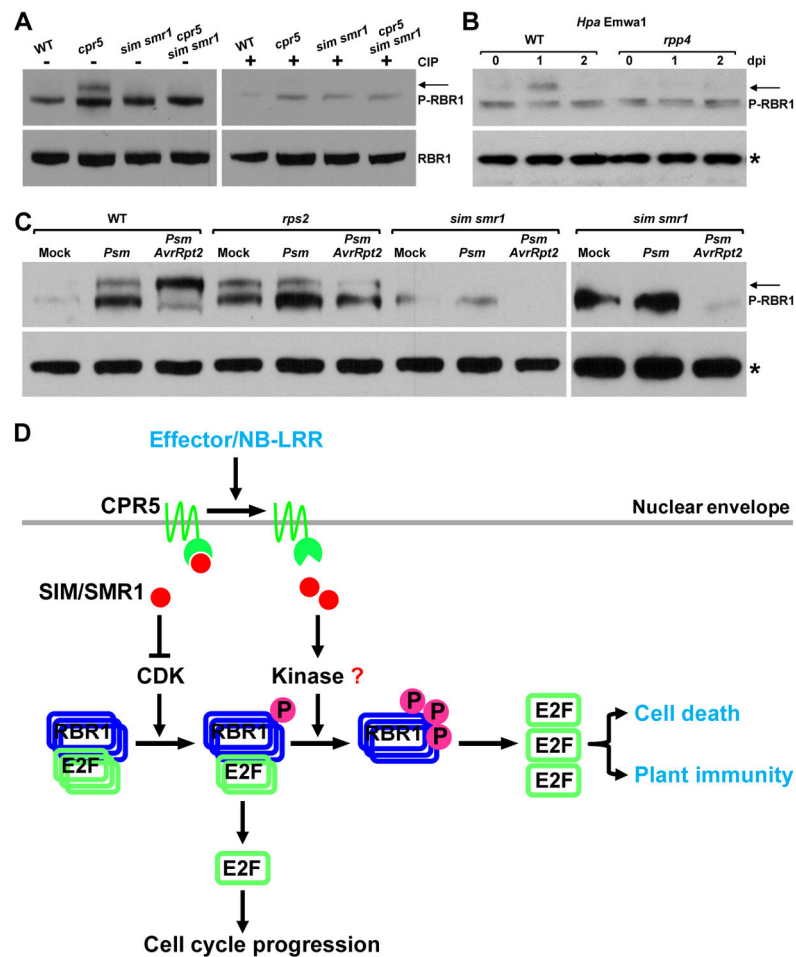 A
WT cpr5 sim smr1 cpr5 sim smr1 WT cpr5 sim smr1 cpr5 sim smr1
- - - - + + + + CIP
P-RBR1
RBR1
B
Hpa Emwa1
WT rpp4
0 1 2 0 1 2 dpi
P-RBR1
*
C
WT rps2 sim smr1 sim smr1
Mock Psm Psm AvrRpt2 Mock Psm Psm AvrRpt2 Mock Psm Psm AvrRpt2 Mock Psm Psm AvrRpt2
P-RBR1
*
D
Effector/NB-LRR
CPR5
Nuclear envelope
SIM/SMR1
CDK
Kinase ?
RBR1 E2F
RBR1 P E2F
RBR1 P P P
E2F
E2F
E2F
Cell death
Plant immunity
E2F
Cell cycle progression